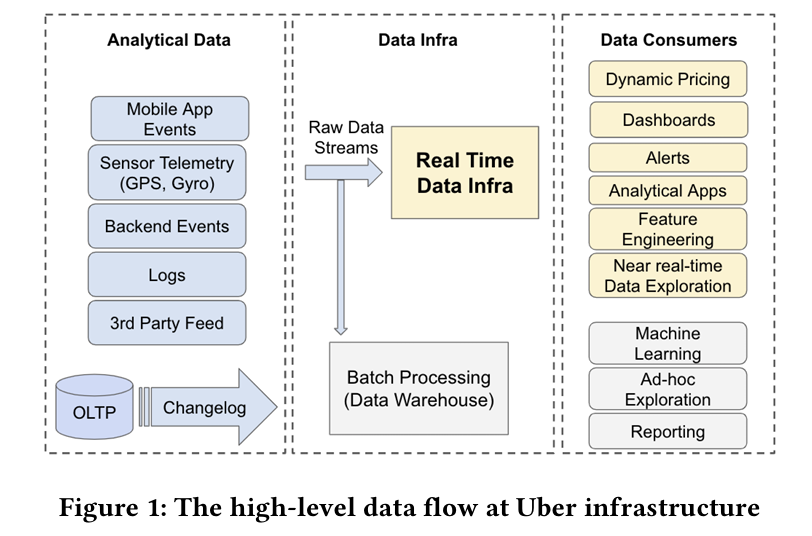 Analytical Data
Mobile App
Events
Sensor Telemetry
(GPS, Gyro)
Backend Events
Logs
3rd Party Feed
OLTP
Changelog
Data Infra
Raw Data
Streams
Real Time
Data Infra
Batch Processing
(Data Warehouse)
Data Consumers
Dynamic Pricing
Dashboards
Alerts
Analytical Apps
Feature
Engineering
Near real-time
Data Exploration
Machine
Learning
Ad-hoc
Exploration
Reporting
Figure 1: The high-level data flow at Uber infrastructure